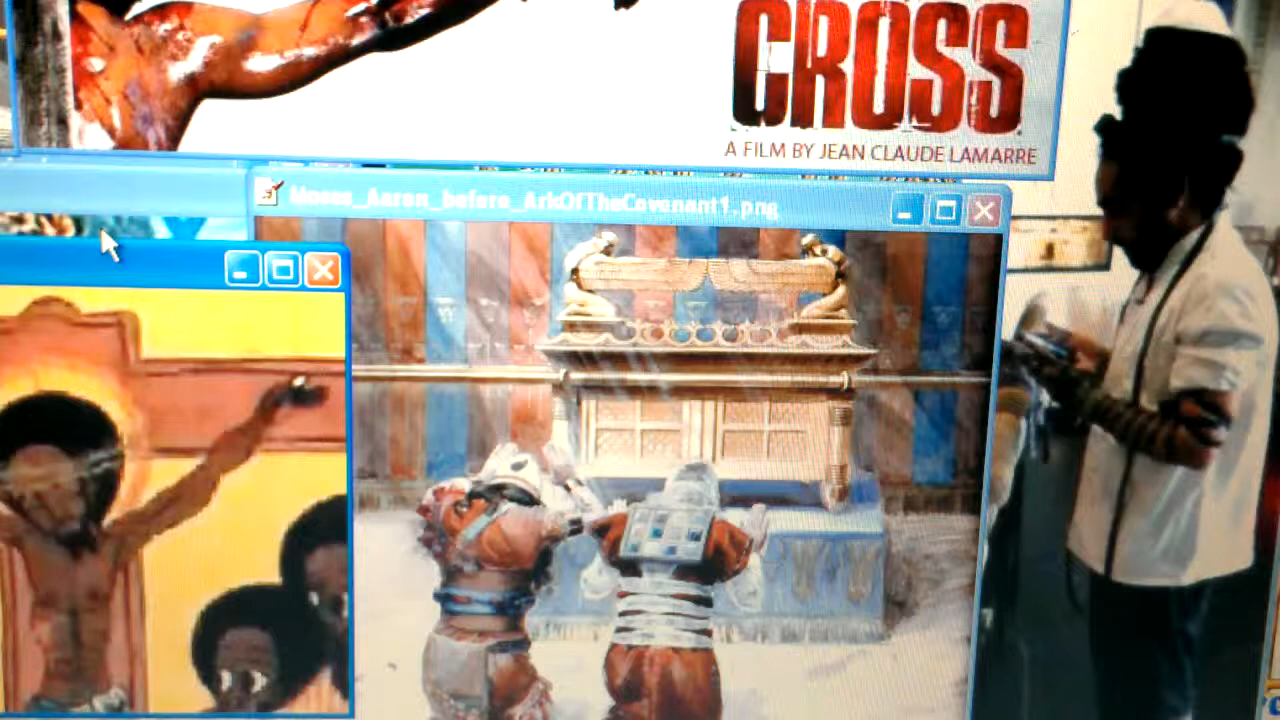 CROSS
A FILM BY JEAN CLAUDE LAMARRE
Moses_Aaron_before_ArkOfTheCovenant1.png